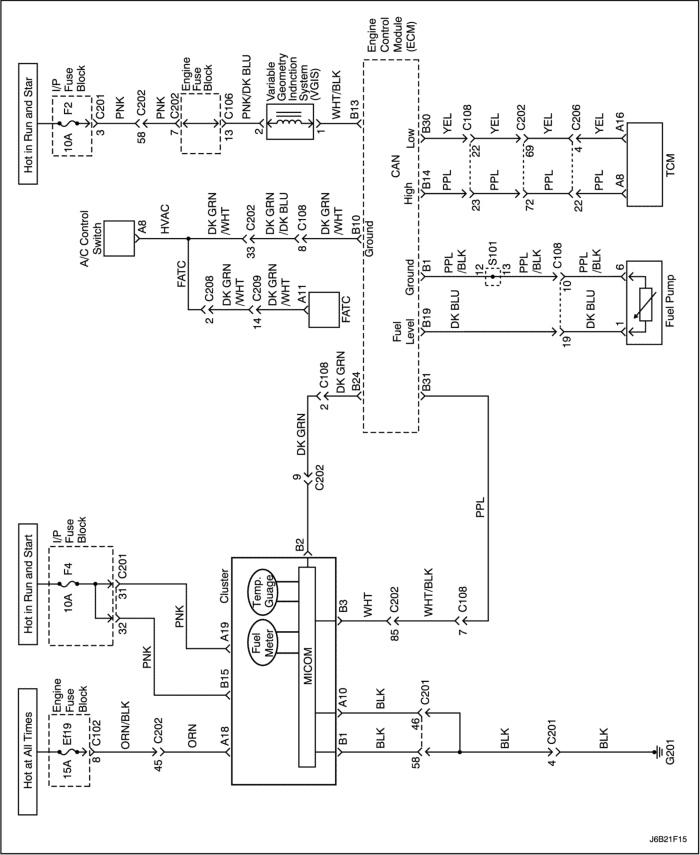 Hot in Run and Star
I/P
Fuse
Block
F2
10A
C201
3
PNK
C202
58
PNK
C202
7
Engine
Fuse
Block
C106
13
PNK/DK BLU
2
Variable
Geometry
Indnction
System
(VGIS)
1
WHT/BLK
B13
Engine
Control
Module
(ECM)
A/C Control
Switch
A8
HVAC
FATC
DK GRN
/WHT
C202
33
DK GRN
/DK BLU
C108
8
DK GRN
/WHT
B10
Ground
C208
2
DK GRN
/WHT
C209
14
DK GRN
/WHT
A11
FATC
CAN
Low
B30
YEL
C108
22
YEL
C202
69
YEL
C206
4
YEL
A16
High
B14
PPL
23
PPL
72
PPL
22
PPL
A8
TCM
Ground
B1
PPL
/BLK
12
S101
13
PPL
/BLK
C108
10
PPL
/BLK
6
Fuel
Level
B19
DK BLU
19
DK BLU
1
Fuel Pump
B24
DK GRN
C108
2
DK GRN
9
C202
B2
B31
PPL
Hot in Run and Start
I/P
Fuse
Block
F4
10A
C201
31
32
PNK
PNK
A19
B15
Cluster
Temp.
Guage
Fuel
Meter
MICOM
B3
WHT
C202
85
WHT/BLK
C108
7
Hot at All Times
Engine
Fuse
Block
Ef19
15A
C102
8
ORN/BLK
C202
45
ORN
A18
A10
BLK
C201
46
B1
BLK
58
BLK
C201
4
BLK
G201
J6B21F15